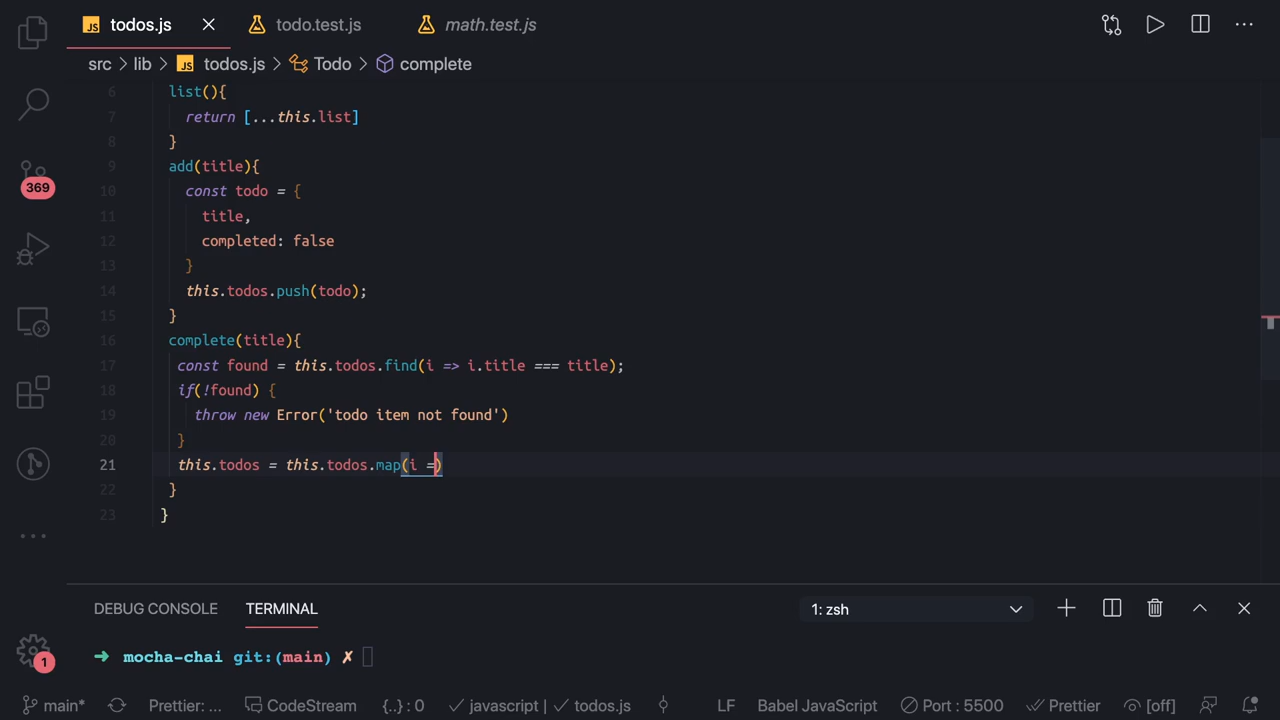 todos.js
todo.test.js
math.test.js
src > lib > todos.js > Todo > complete
369
6 list(){
7 return [...this.list]
8 }
9 add(title){
10 const todo = {
11 title,
12 completed: false
13 }
14 this.todos.push(todo);
15 }
16 complete(title){
17 const found = this.todos.find(i => i.title === title);
18 if(!found) {
19 throw new Error('todo item not found')
20 }
21 this.todos = this.todos.map(i =)
22 }
23 }
DEBUG CONSOLE TERMINAL 1: zsh
➜ mocha-chai git:(main) ✗
1
main* Prettier: ... CodeStream {..} : 0 ✓ javascript | ✓ todos.js LF Babel JavaScript Port : 5500 Prettier [off]